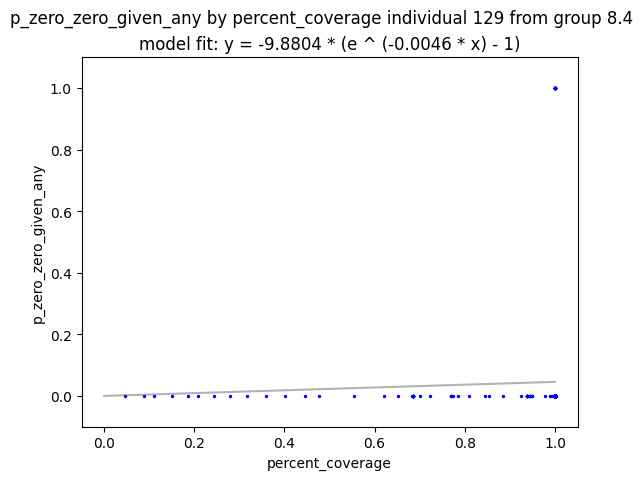 p_zero_zero_given_any by percent_coverage individual 129 from group 8.4
model fit: y = -9.8804 * (e ^ (-0.0046 * x) - 1)
1.0
0.8
0.6
0.4
0.2
0.0
p_zero_zero_given_any
0.0 0.2 0.4 0.6 0.8 1.0
percent_coverage